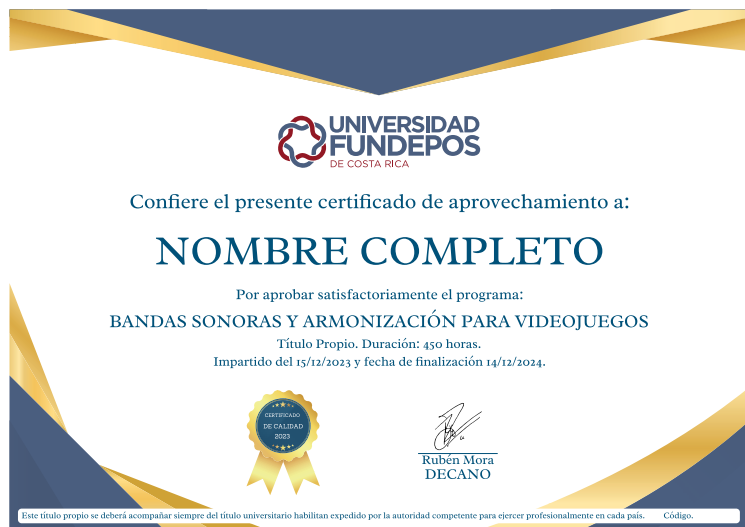 UNIVERSIDAD
FUNDEPOS
DE COSTA RICA
Confiere el presente certificado de aprovechamiento a:
NOMBRE COMPLETO
Por aprobar satisfactoriamente el programa:
BANDAS SONORAS Y ARMONIZACIÓN PARA VIDEOJUEGOS
Título Propio. Duración: 450 horas.
Impartido del 15/12/2023 y fecha de finalización 14/12/2024.
CERTIFICADO
DE CALIDAD
2023
Rubén Mora
DECANO
Este título propio se deberá acompañar siempre del título universitario habilitan expedido por la autoridad competente para ejercer profesionalmente en cada país. Código.